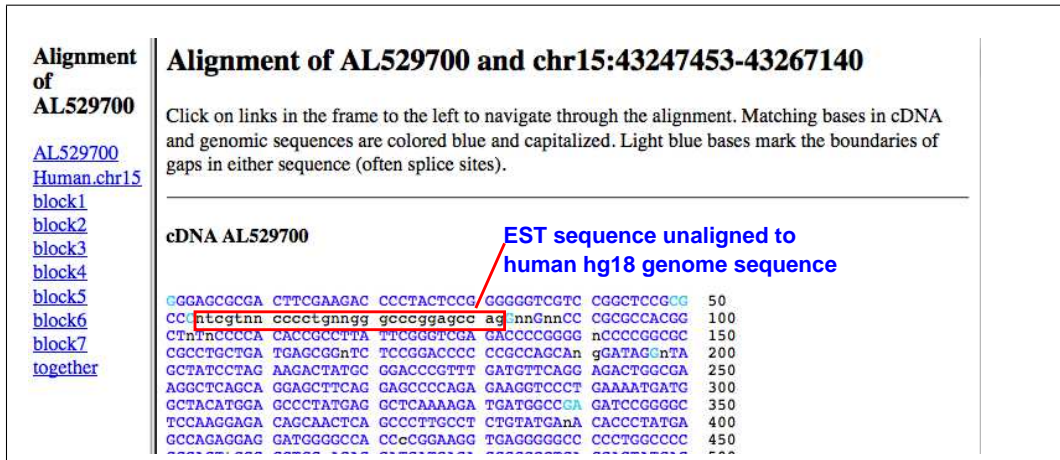 Alignment
of
AL529700
AL529700
Human.chr15
block1
block2
block3
block4
block5
block6
block7
together
Alignment of AL529700 and chr15:43247453-43267140
Click on links in the frame to the left to navigate through the alignment. Matching bases in cDNA
and genomic sequences are colored blue and capitalized. Light blue bases mark the boundaries of
gaps in either sequence (often splice sites).
cDNA AL529700
EST sequence unaligned to
human hg18 genome sequence
GGGAGCGCGA CTTCGAAGAC CCCTACTCCG GGGGGTCGTC CGGCTCCGCG 50
CCCntcgtnn cccctgnngg gcccggagcc agGnnGnnCC CGCGCCACGG 100
CTnTnCCCCA CACCGCCTTA TTCGGGTCGA GACCCCGGGG nCCCCGGCGC 150
CGCCTGCTGA TGAGCGGnTC TCCGGACCCC CCGCCAGCAn gGATAGGnTA 200
GCTATCCTAG AAGACTATGC GGACCCGTTT GATGTTCAGG AGACTGGCGA 250
AGGCTCAGCA GGAGCTTCAG GAGCCCCAGA GAAGGTCCCT GAAAATGATG 300
GCTACATGGA GCCCTATGAG GCTCAAAAGA TGATGGCCGA GATCCGGGGC 350
TCCAAGGAGA CAGCAACTCA GCCCTTGCCT CTGTATGAnA CACCCTATGA 400
GCCAGAGGAG GATGGGGCCA CCcCGGAAGG TGAGGGGGCC CCCTGGCCCC 450